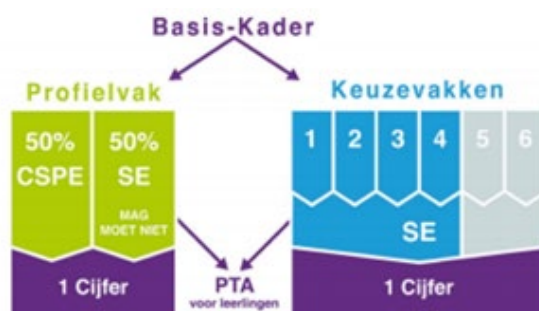 Basis-Kader
Profielvak
50%
CSPE
50%
SE
MAG
MOET NIET
1 Cijfer
PTA
voor leerlingen
Keuzevakken
1 2 3 4 5 6
SE
1 Cijfer